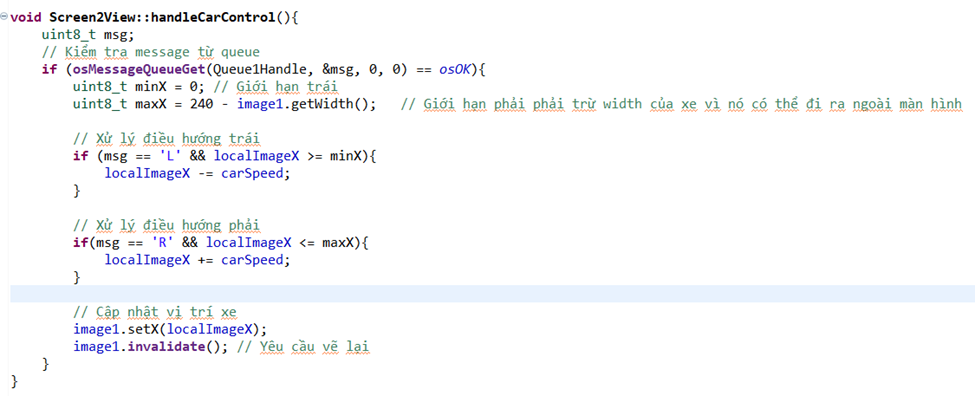 void Screen2View::handleCarControl(){
uint8_t msg;
// Kiểm tra message từ queue
if (osMessageQueueGet(Queue1Handle, &msg, 0, 0) == osOK){
uint8_t minX = 0; // Giới hạn trái
uint8_t maxX = 240 - image1.getWidth(); // Giới hạn phải phải trừ width của xe vì nó có thể đi ra ngoài màn hình
// Xử lý điều hướng trái
if (msg == 'L' && localImageX >= minX){
localImageX -= carSpeed;
}
// Xử lý điều hướng phải
if(msg == 'R' && localImageX <= maxX){
localImageX += carSpeed;
}
// Cập nhật vị trí xe
image1.setX(localImageX);
image1.invalidate(); // Yêu cầu vẽ lại
}
}